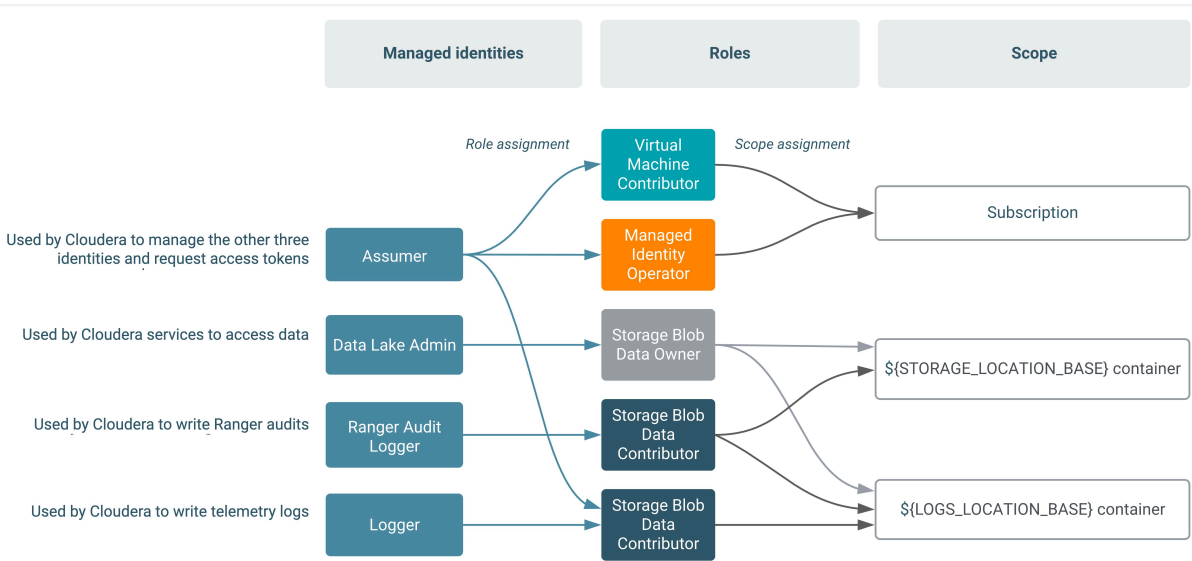 Managed identities
Roles
Scope
Role assignment
Scope assignment
Virtual
Machine
Contributor
Subscription
Used by Cloudera to manage the other three
identities and request access tokens
Assumer
Managed
Identity
Operator
Used by Cloudera services to access data
Data Lake Admin
Storage Blob
Data Owner
${STORAGE_LOCATION_BASE} container
Used by Cloudera to write Ranger audits
Ranger Audit
Logger
Storage Blob
Data
Contributor
Used by Cloudera to write telemetry logs
Logger
Storage Blob
Data
Contributor
${LOGS_LOCATION_BASE} container